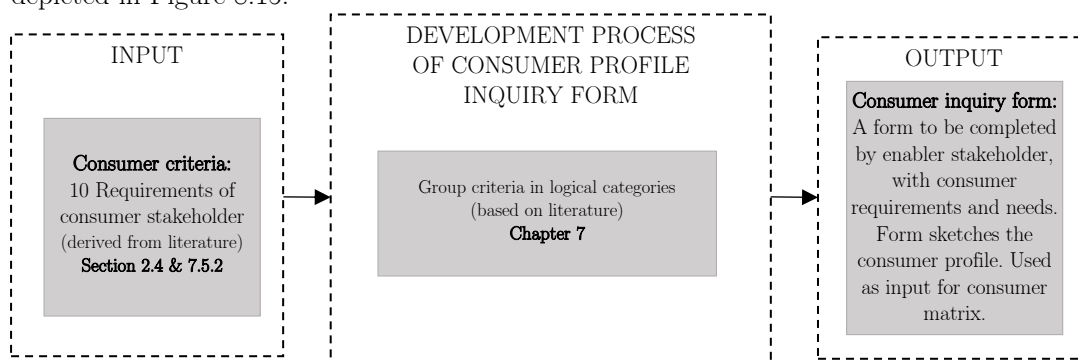 depicted in Figure 8.13.
INPUT
Consumer criteria:
10 Requirements of
consumer stakeholder
(derived from literature)
Section 2.4 & 7.5.2
DEVELOPMENT PROCESS
OF CONSUMER PROFILE
INQUIRY FORM
Group criteria in logical categories
(based on literature)
Chapter 7
OUTPUT
Consumer inquiry form:
A form to be completed
by enabler stakeholder,
with consumer
requirements and needs.
Form sketches the
consumer profile. Used
as input for consumer
matrix.